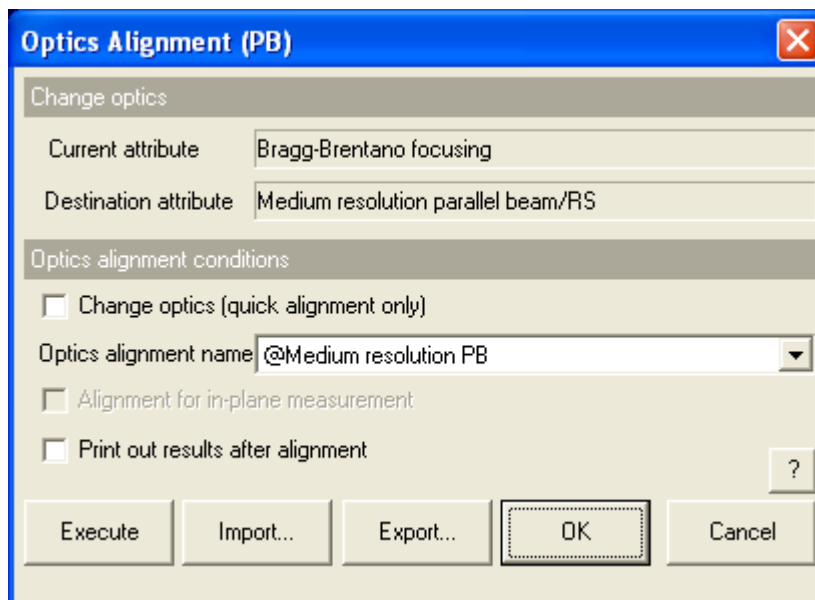 Optics Alignment (PB)
Change optics
Current attribute Bragg-Brentano focusing
Destination attribute Medium resolution parallel beam/RS
Optics alignment conditions
Change optics (quick alignment only)
Optics alignment name @Medium resolution PB
Alignment for in-plane measurement
Print out results after alignment
?
Execute Import... Export... OK Cancel